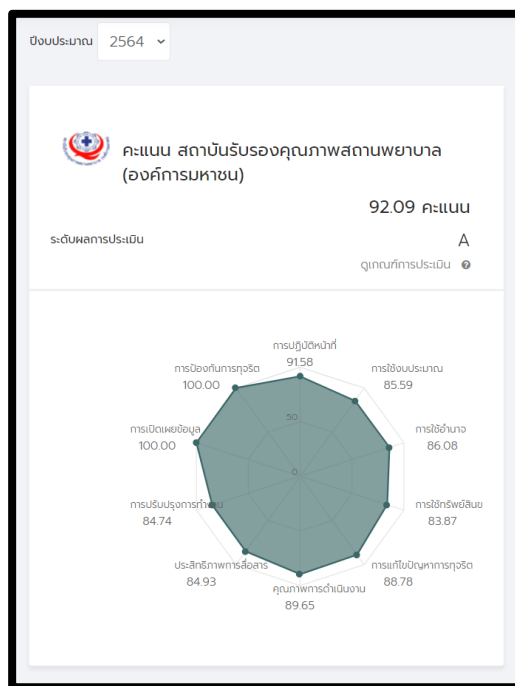 ปีงบประมาณ 2564
คะแนน สถาบันรับรองคุณภาพสถานพยาบาล
(องค์การมหาชน)
92.09 คะแนน
ระดับผลการประเมิน A
ดูเกณฑ์การประเมิน
การปฏิบัติหน้าที่
91.58
การป้องกันการทุจริต
100.00
การใช้งบประมาณ
85.59
50
การเปิดเผยข้อมูล
100.00
การใช้อำนาจ
86.08
0
การปรับปรุงการทำงาน
84.74
การใช้ทรัพย์สินฃ
83.87
ประสิทธิภาพการสื่อสาร
84.93
การแก้ไขปัญหาการทุจริต
88.78
คุณภาพการดำเนินงาน
89.65